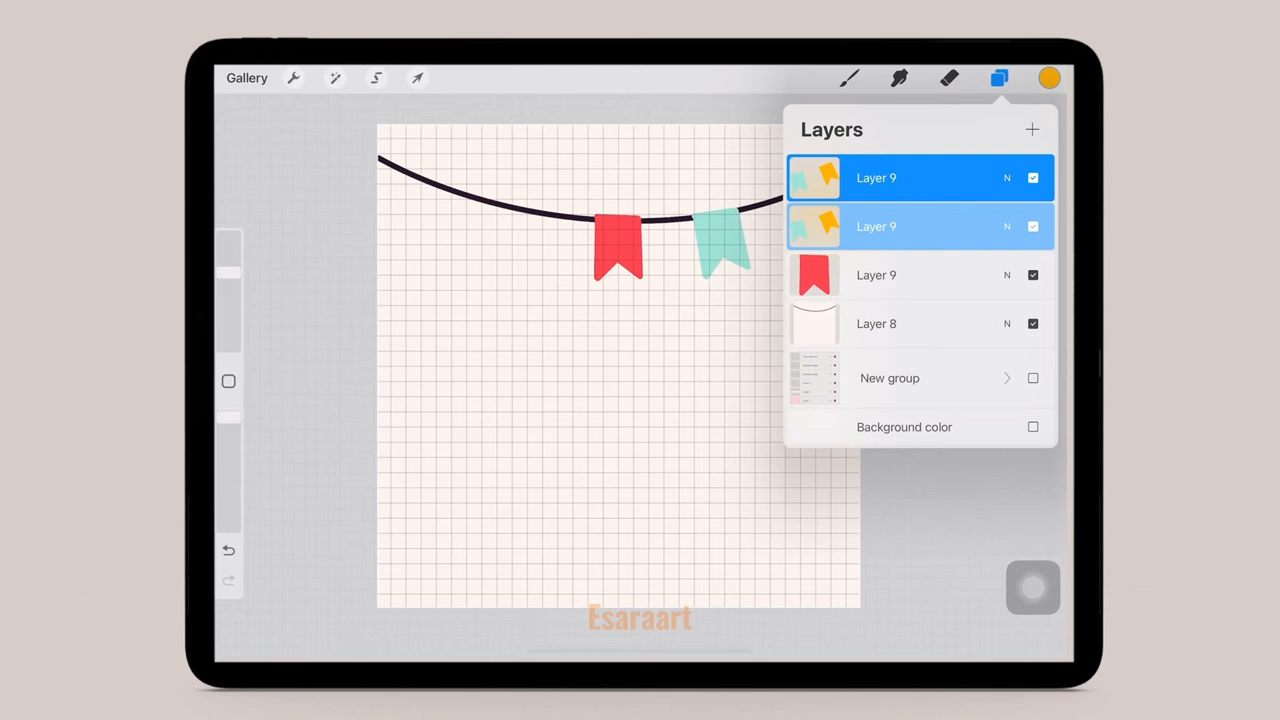 Gallery
Layers
Layer 9 N
Layer 9 N
Layer 9 N
Layer 8 N
New group
Background color
Esaraart